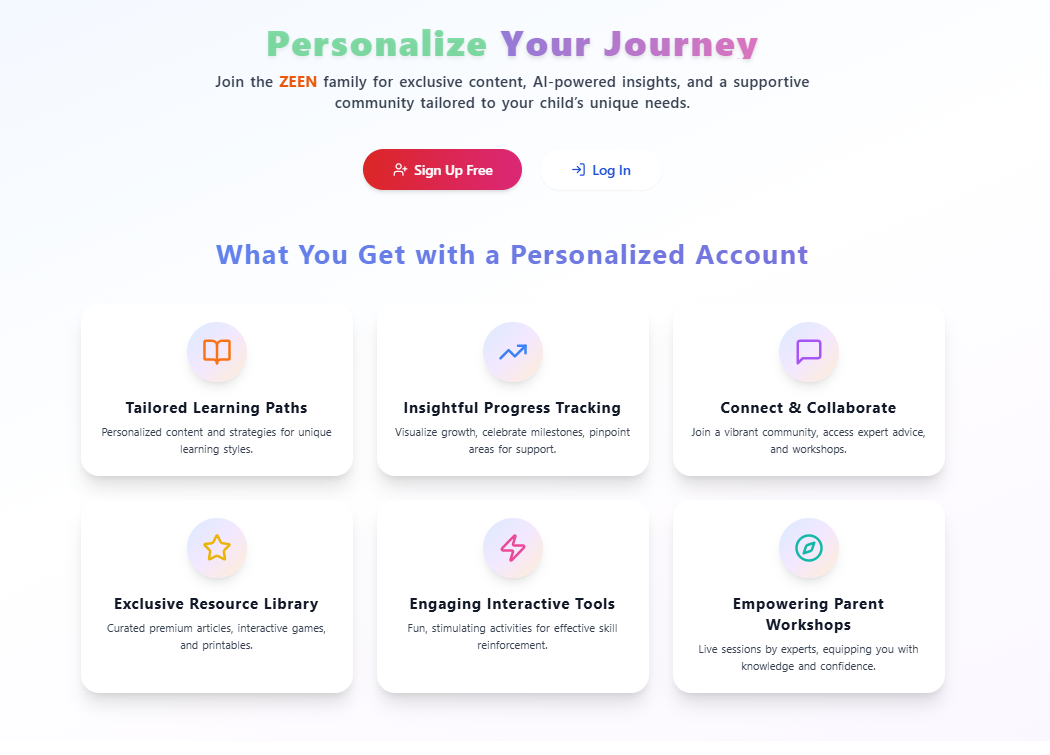 Personalize Your Journey
Join the ZEEN family for exclusive content, AI-powered insights, and a supportive
community tailored to your child's unique needs.
Sign Up Free
Log In
What You Get with a Personalized Account
Tailored Learning Paths
Personalized content and strategies for unique
learning styles.
Insightful Progress Tracking
Visualize growth, celebrate milestones, pinpoint
areas for support.
Connect & Collaborate
Join a vibrant community, access expert advice,
and workshops.
Exclusive Resource Library
Curated premium articles, interactive games,
and printables.
Engaging Interactive Tools
Fun, stimulating activities for effective skill
reinforcement.
Empowering Parent
Workshops
Live sessions by experts, equipping you with
knowledge and confidence.